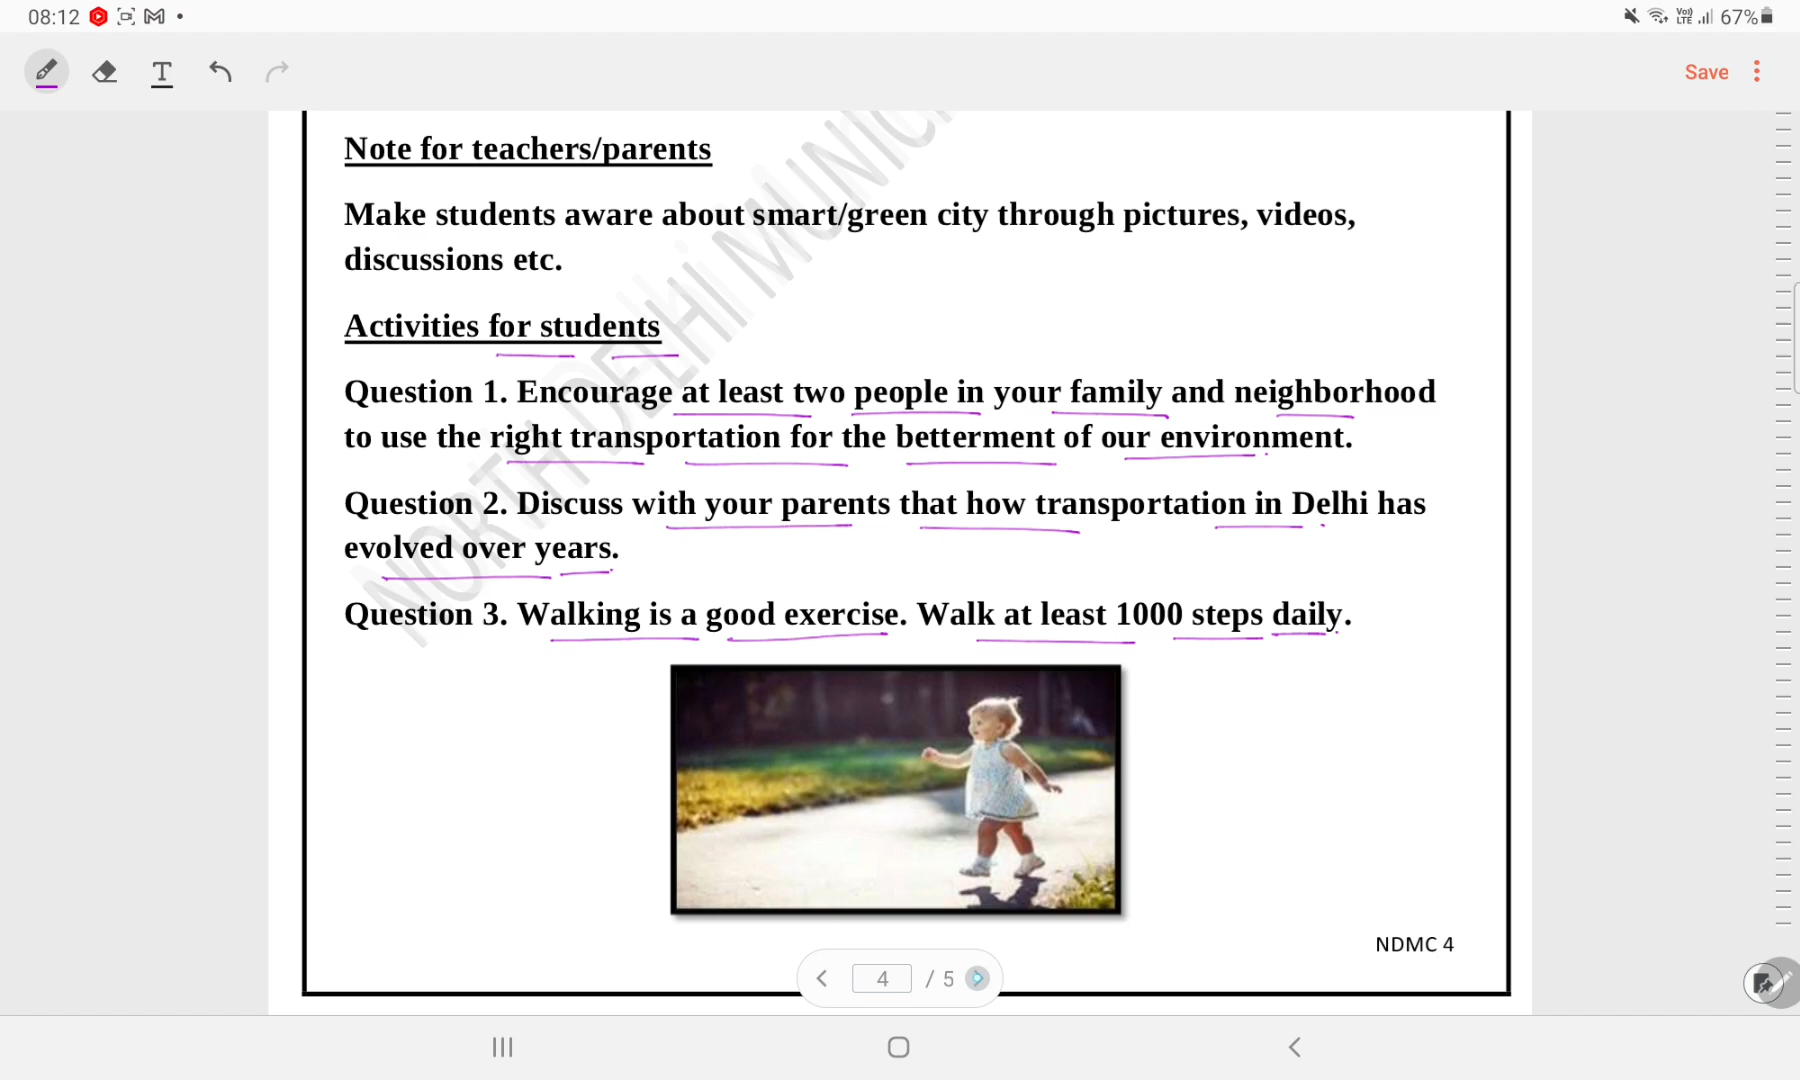 08:12
67%
Save
Note for teachers/parents
Make students aware about smart/green city through pictures, videos,
discussions etc.
Activities for students
Question 1. Encourage at least two people in your family and neighborhood
to use the right transportation for the betterment of our environment.
Question 2. Discuss with your parents that how transportation in Delhi has
evolved over years.
Question 3. Walking is a good exercise. Walk at least 1000 steps daily.
NORTH DELHI MUNIC
NDMC 4
4 / 5